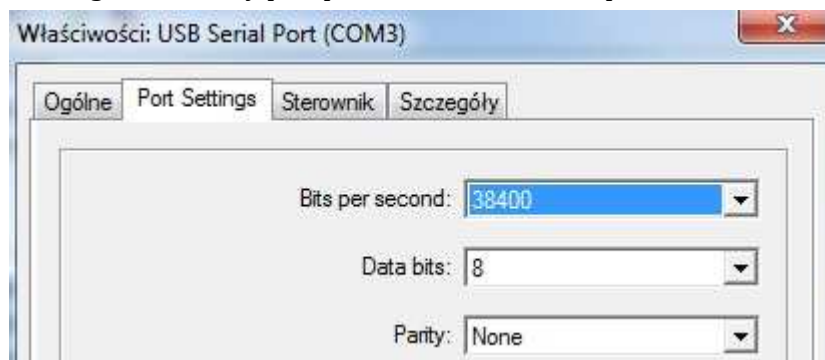 Właściwości: USB Serial Port (COM3)
Ogólne Port Settings Sterownik Szczegóły
Bits per second: 38400
Data bits: 8
Parity: None